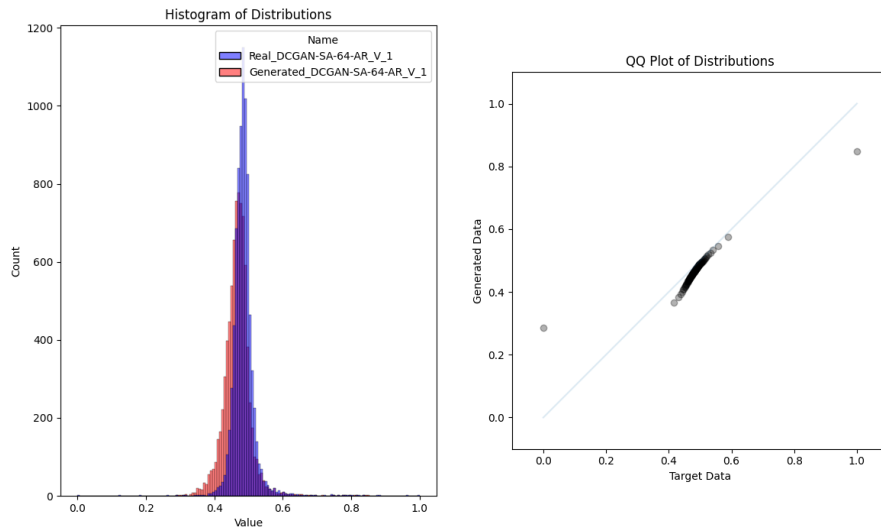 Histogram of Distributions
Name
Real_DCGAN-SA-64-AR_V_1
Generated_DCGAN-SA-64-AR_V_1
1200
1000
800
600
400
200
0
Count
0.0 0.2 0.4 0.6 0.8 1.0
Value
QQ Plot of Distributions
1.0
0.8
0.6
0.4
0.2
0.0
Generated Data
0.0 0.2 0.4 0.6 0.8 1.0
Target Data